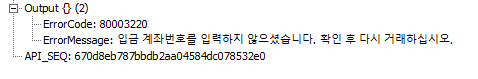 Output {} (2)
ErrorCode: 80003220
ErrorMessage: 입금 계좌번호를 입력하지 않으셨습니다. 확인 후 다시 거래하십시오.
API_SEQ: 670d8eb787bbdb2aa04584dc078532e0